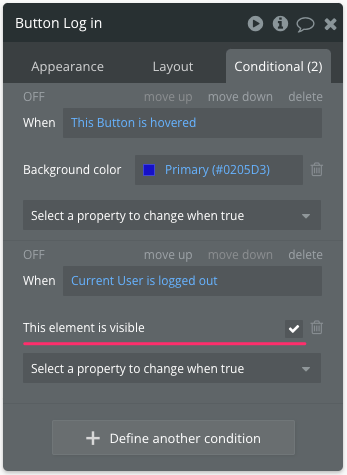 Button Log in
Appearance Layout Conditional (2)
OFF move up move down delete
When This Button is hovered
Background color Primary (#0205D3)
Select a property to change when true
OFF move up move down delete
When Current User is logged out
This element is visible
Select a property to change when true
Define another condition